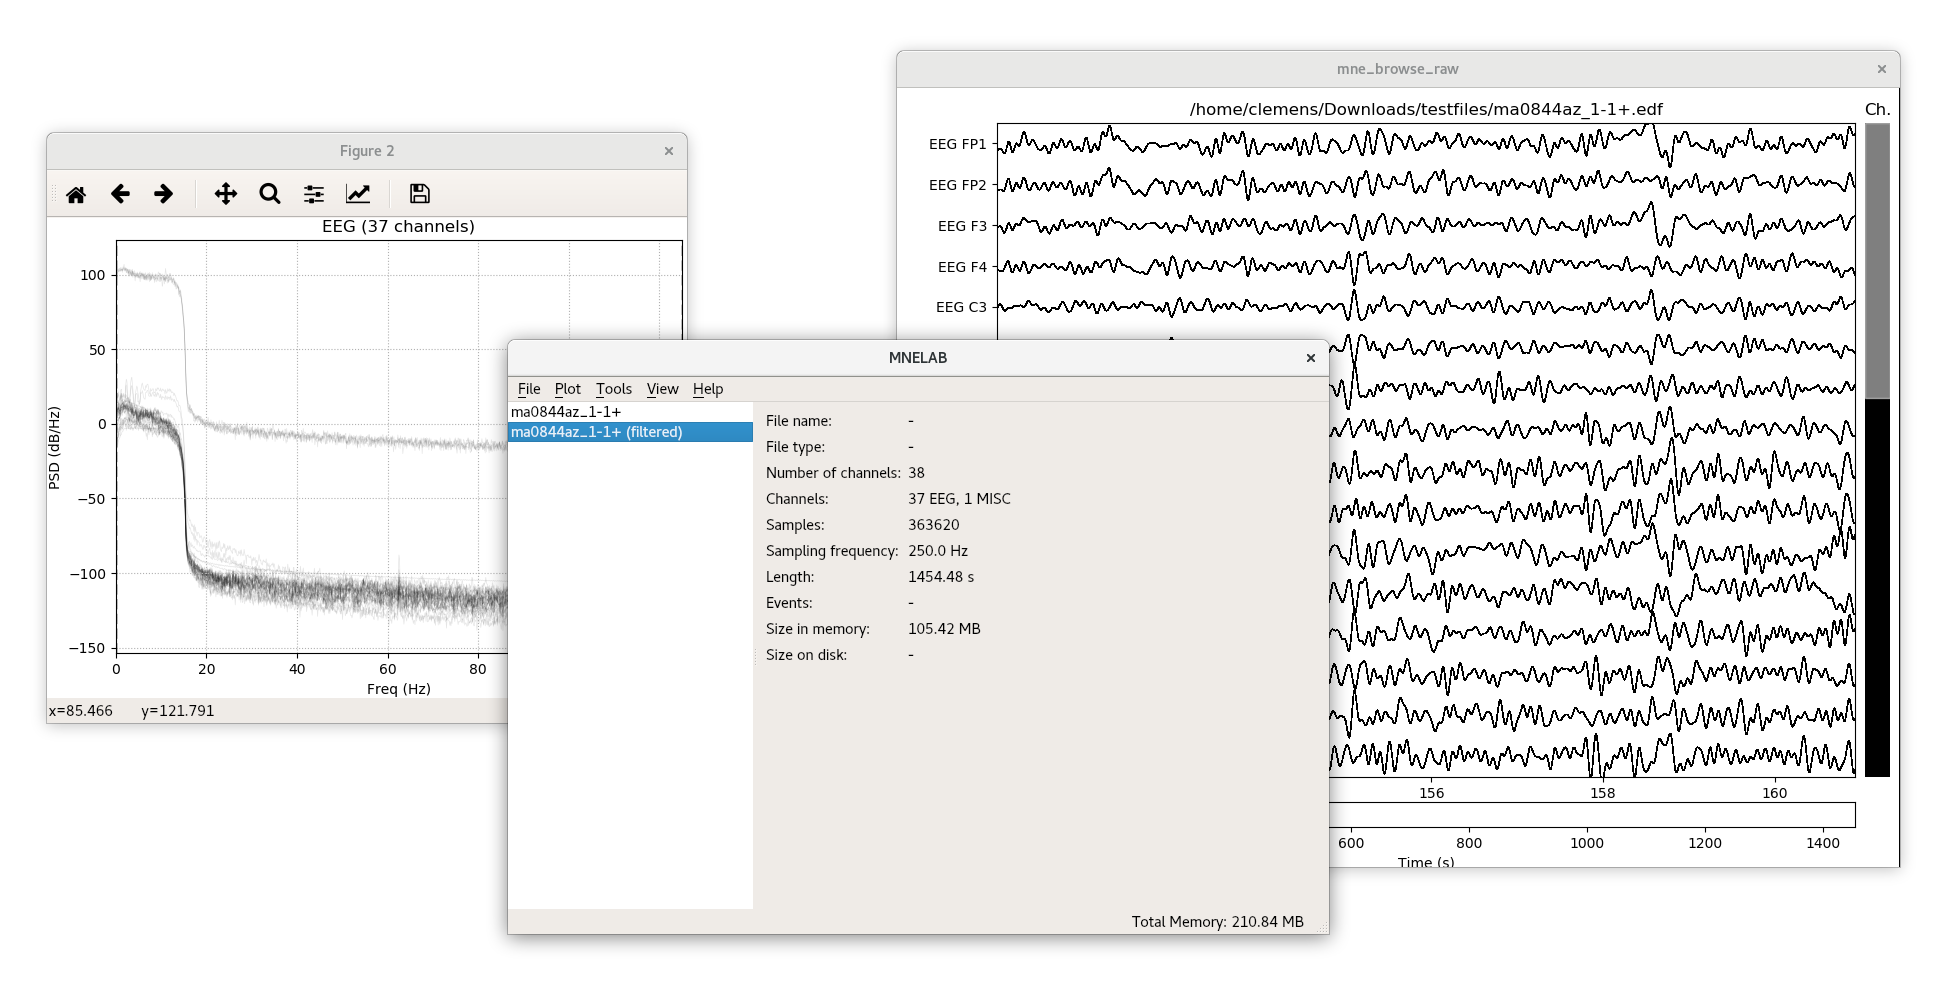 mne_browse_raw ×
/home/clemens/Downloads/testfiles/ma0844az_1-1+.edf Ch.
EEG FP1
EEG FP2
EEG F3
EEG F4
EEG C3
156 158 160
600 800 1000 1200 1400
Time (s)
Figure 2 ×
EEG (37 channels)
100
50
0
−50
−100
−150
PSD (dB/Hz)
0 20 40 60 80
Freq (Hz)
x=85.466 y=121.791
MNELAB ×
File Plot Tools View Help
ma0844az_1-1+
ma0844az_1-1+ (filtered)
File name: -
File type: -
Number of channels: 38
Channels: 37 EEG, 1 MISC
Samples: 363620
Sampling frequency: 250.0 Hz
Length: 1454.48 s
Events: -
Size in memory: 105.42 MB
Size on disk: -
Total Memory: 210.84 MB